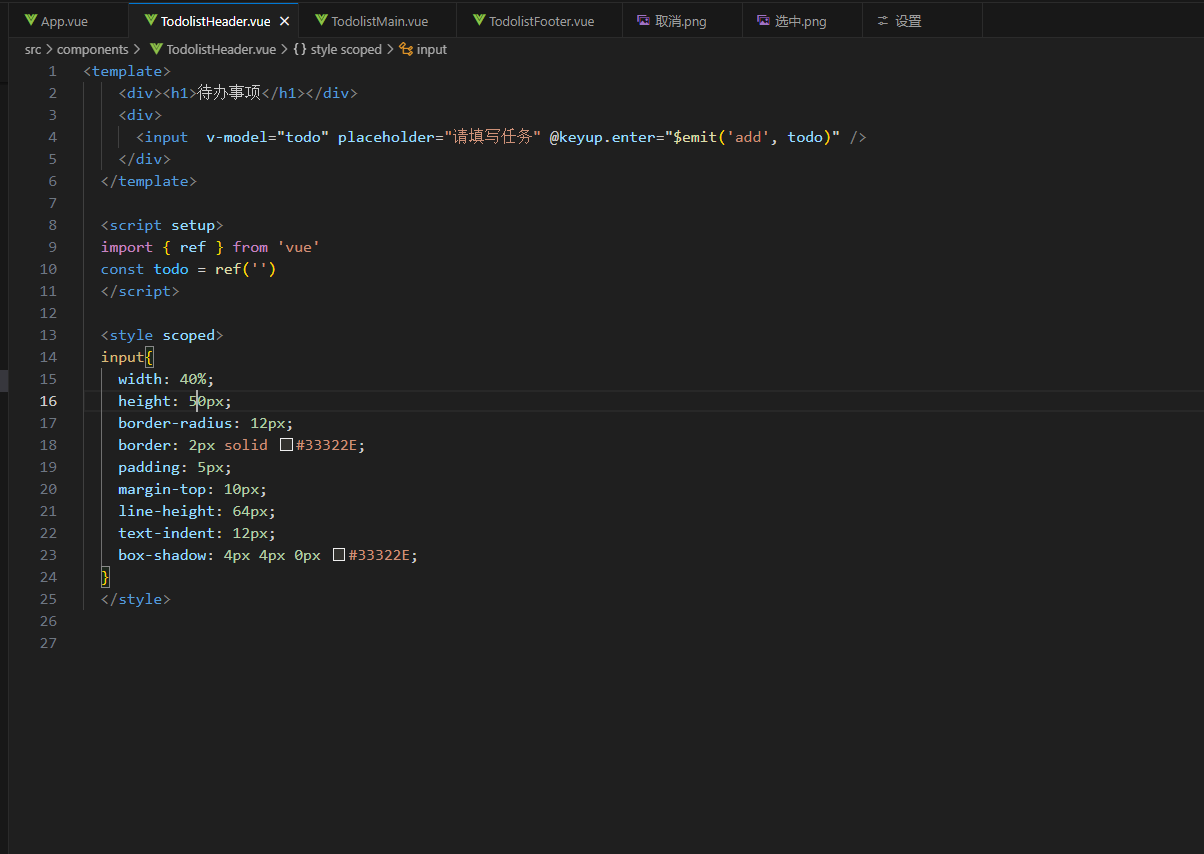 App.vue TodolistHeader.vue TodolistMain.vue TodolistFooter.vue 取消.png 选中.png 设置
src > components > TodolistHeader.vue > {} style scoped > input
1 <template>
2 <div><h1>待办事项</h1></div>
3 <div>
4 <input  v-model="todo" placeholder="请填写任务" @keyup.enter="$emit('add', todo)" />
5 </div>
6 </template>
7
8 <script setup>
9 import { ref } from 'vue'
10 const todo = ref('')
11 </script>
12
13 <style scoped>
14 input{
15 width: 40%;
16 height: 50px;
17 border-radius: 12px;
18 border: 2px solid #33322E;
19 padding: 5px;
20 margin-top: 10px;
21 line-height: 64px;
22 text-indent: 12px;
23 box-shadow: 4px 4px 0px #33322E;
24 }
25 </style>
26
27